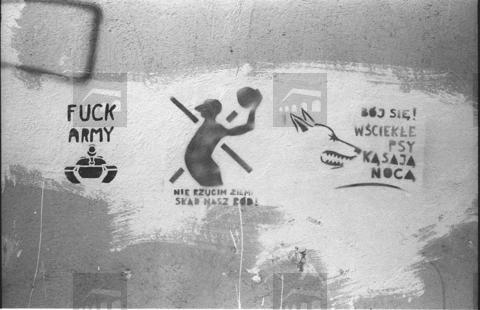 FUCK
ARMY
NIE RZUCIM ZIEMI
SKĄD NASZ RÓD!
BÓJ SIĘ!
WŚCIEKŁE
PSY
KĄSAJĄ
NOCĄ